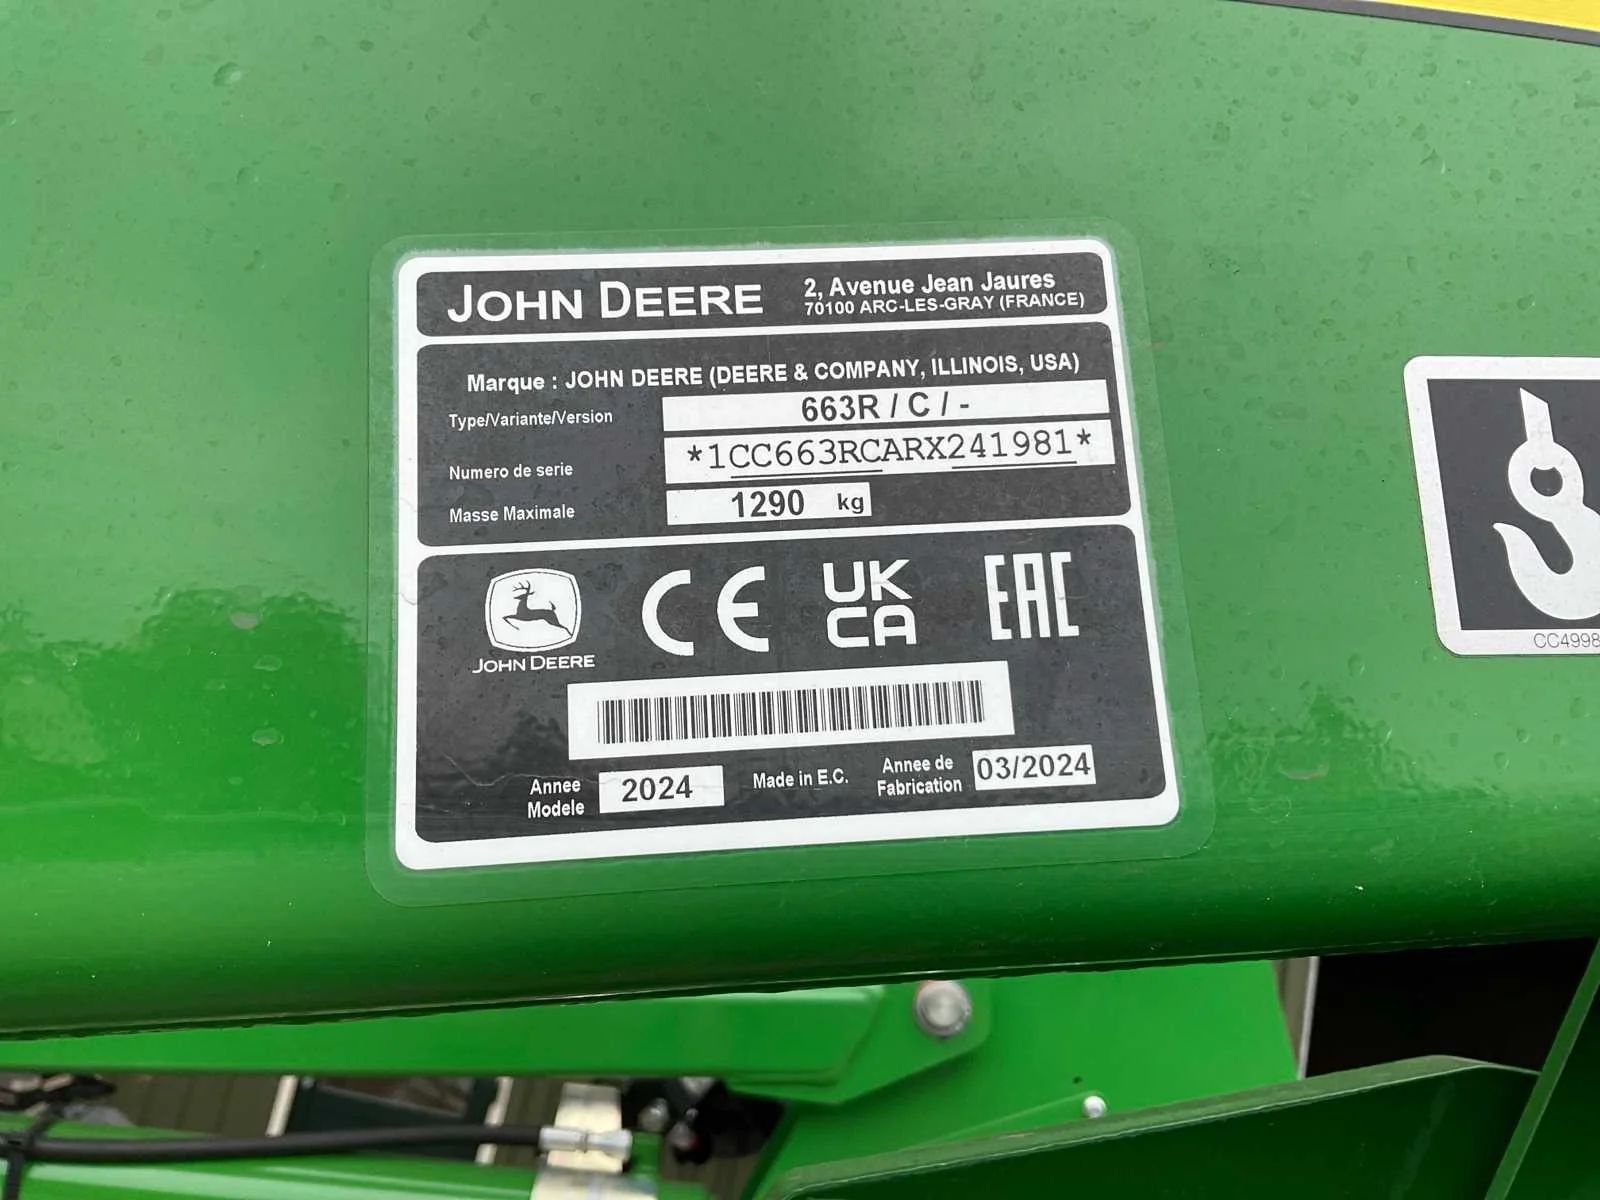 JOHN DEERE
2, Avenue Jean Jaures
70100 ARC-LES-GRAY (FRANCE)
Marque : JOHN DEERE (DEERE & COMPANY, ILLINOIS, USA)
Type/Variante/Version 663R / C / -
Numero de serie *1CC663RCARX241981*
Masse Maximale 1290 kg
JOHN DEERE
CE
UK
CA
EAC
Annee
Modele
2024
Made in E.C.
Annee de
Fabrication
03/2024
CC4998